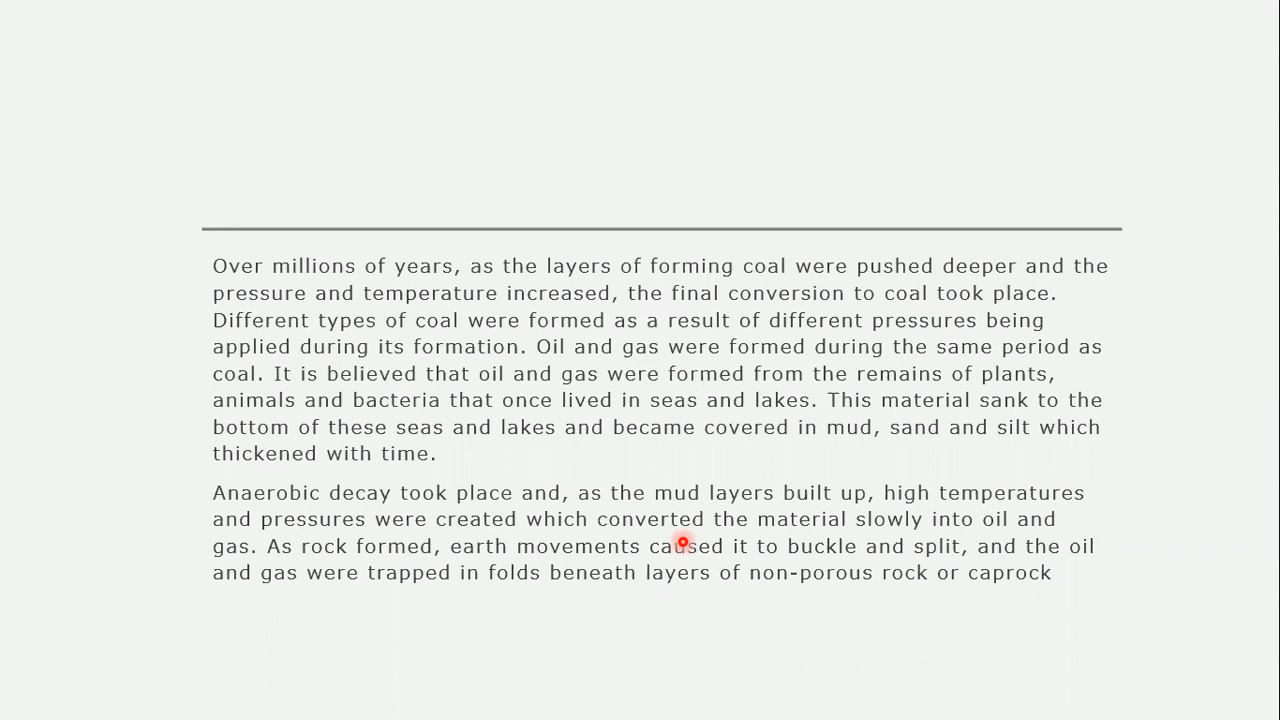 Over millions of years, as the layers of forming coal were pushed deeper and the
pressure and temperature increased, the final conversion to coal took place.
Different types of coal were formed as a result of different pressures being
applied during its formation. Oil and gas were formed during the same period as
coal. It is believed that oil and gas were formed from the remains of plants,
animals and bacteria that once lived in seas and lakes. This material sank to the
bottom of these seas and lakes and became covered in mud, sand and silt which
thickened with time.
Anaerobic decay took place and, as the mud layers built up, high temperatures
and pressures were created which converted the material slowly into oil and
gas. As rock formed, earth movements caused it to buckle and split, and the oil
and gas were trapped in folds beneath layers of non-porous rock or caprock